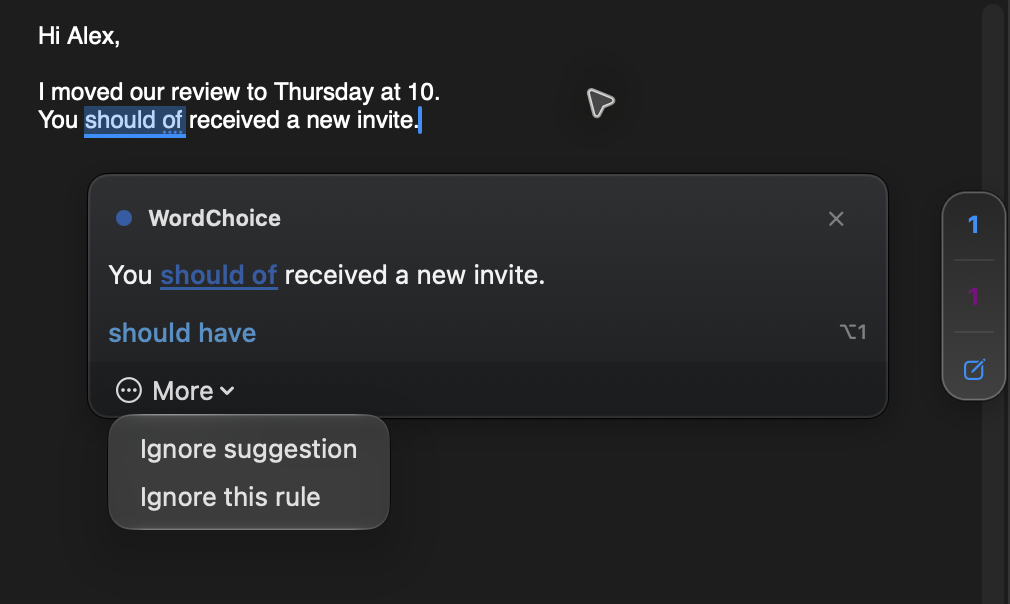 Hi Alex,
I moved our review to Thursday at 10.
You should of received a new invite.
WordChoice
You should of received a new invite.
should have ⌥1
More
Ignore suggestion
Ignore this rule
1
1